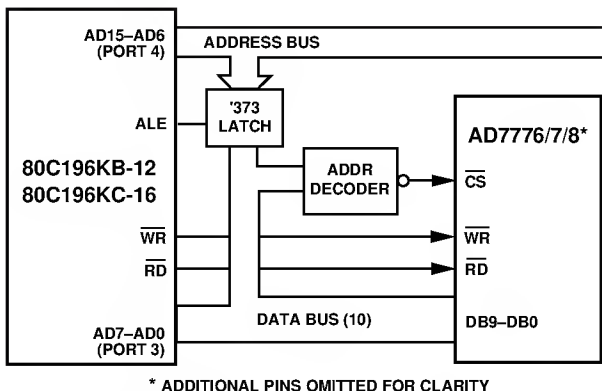 AD15–AD6
(PORT 4)
ADDRESS BUS
'373
LATCH
ALE
AD7776/7/8*
80C196KB-12
80C196KC-16
ADDR
DECODER
CS
WR
WR
RD
RD
DATA BUS (10)
DB9–DB0
AD7–AD0
(PORT 3)
* ADDITIONAL PINS OMITTED FOR CLARITY